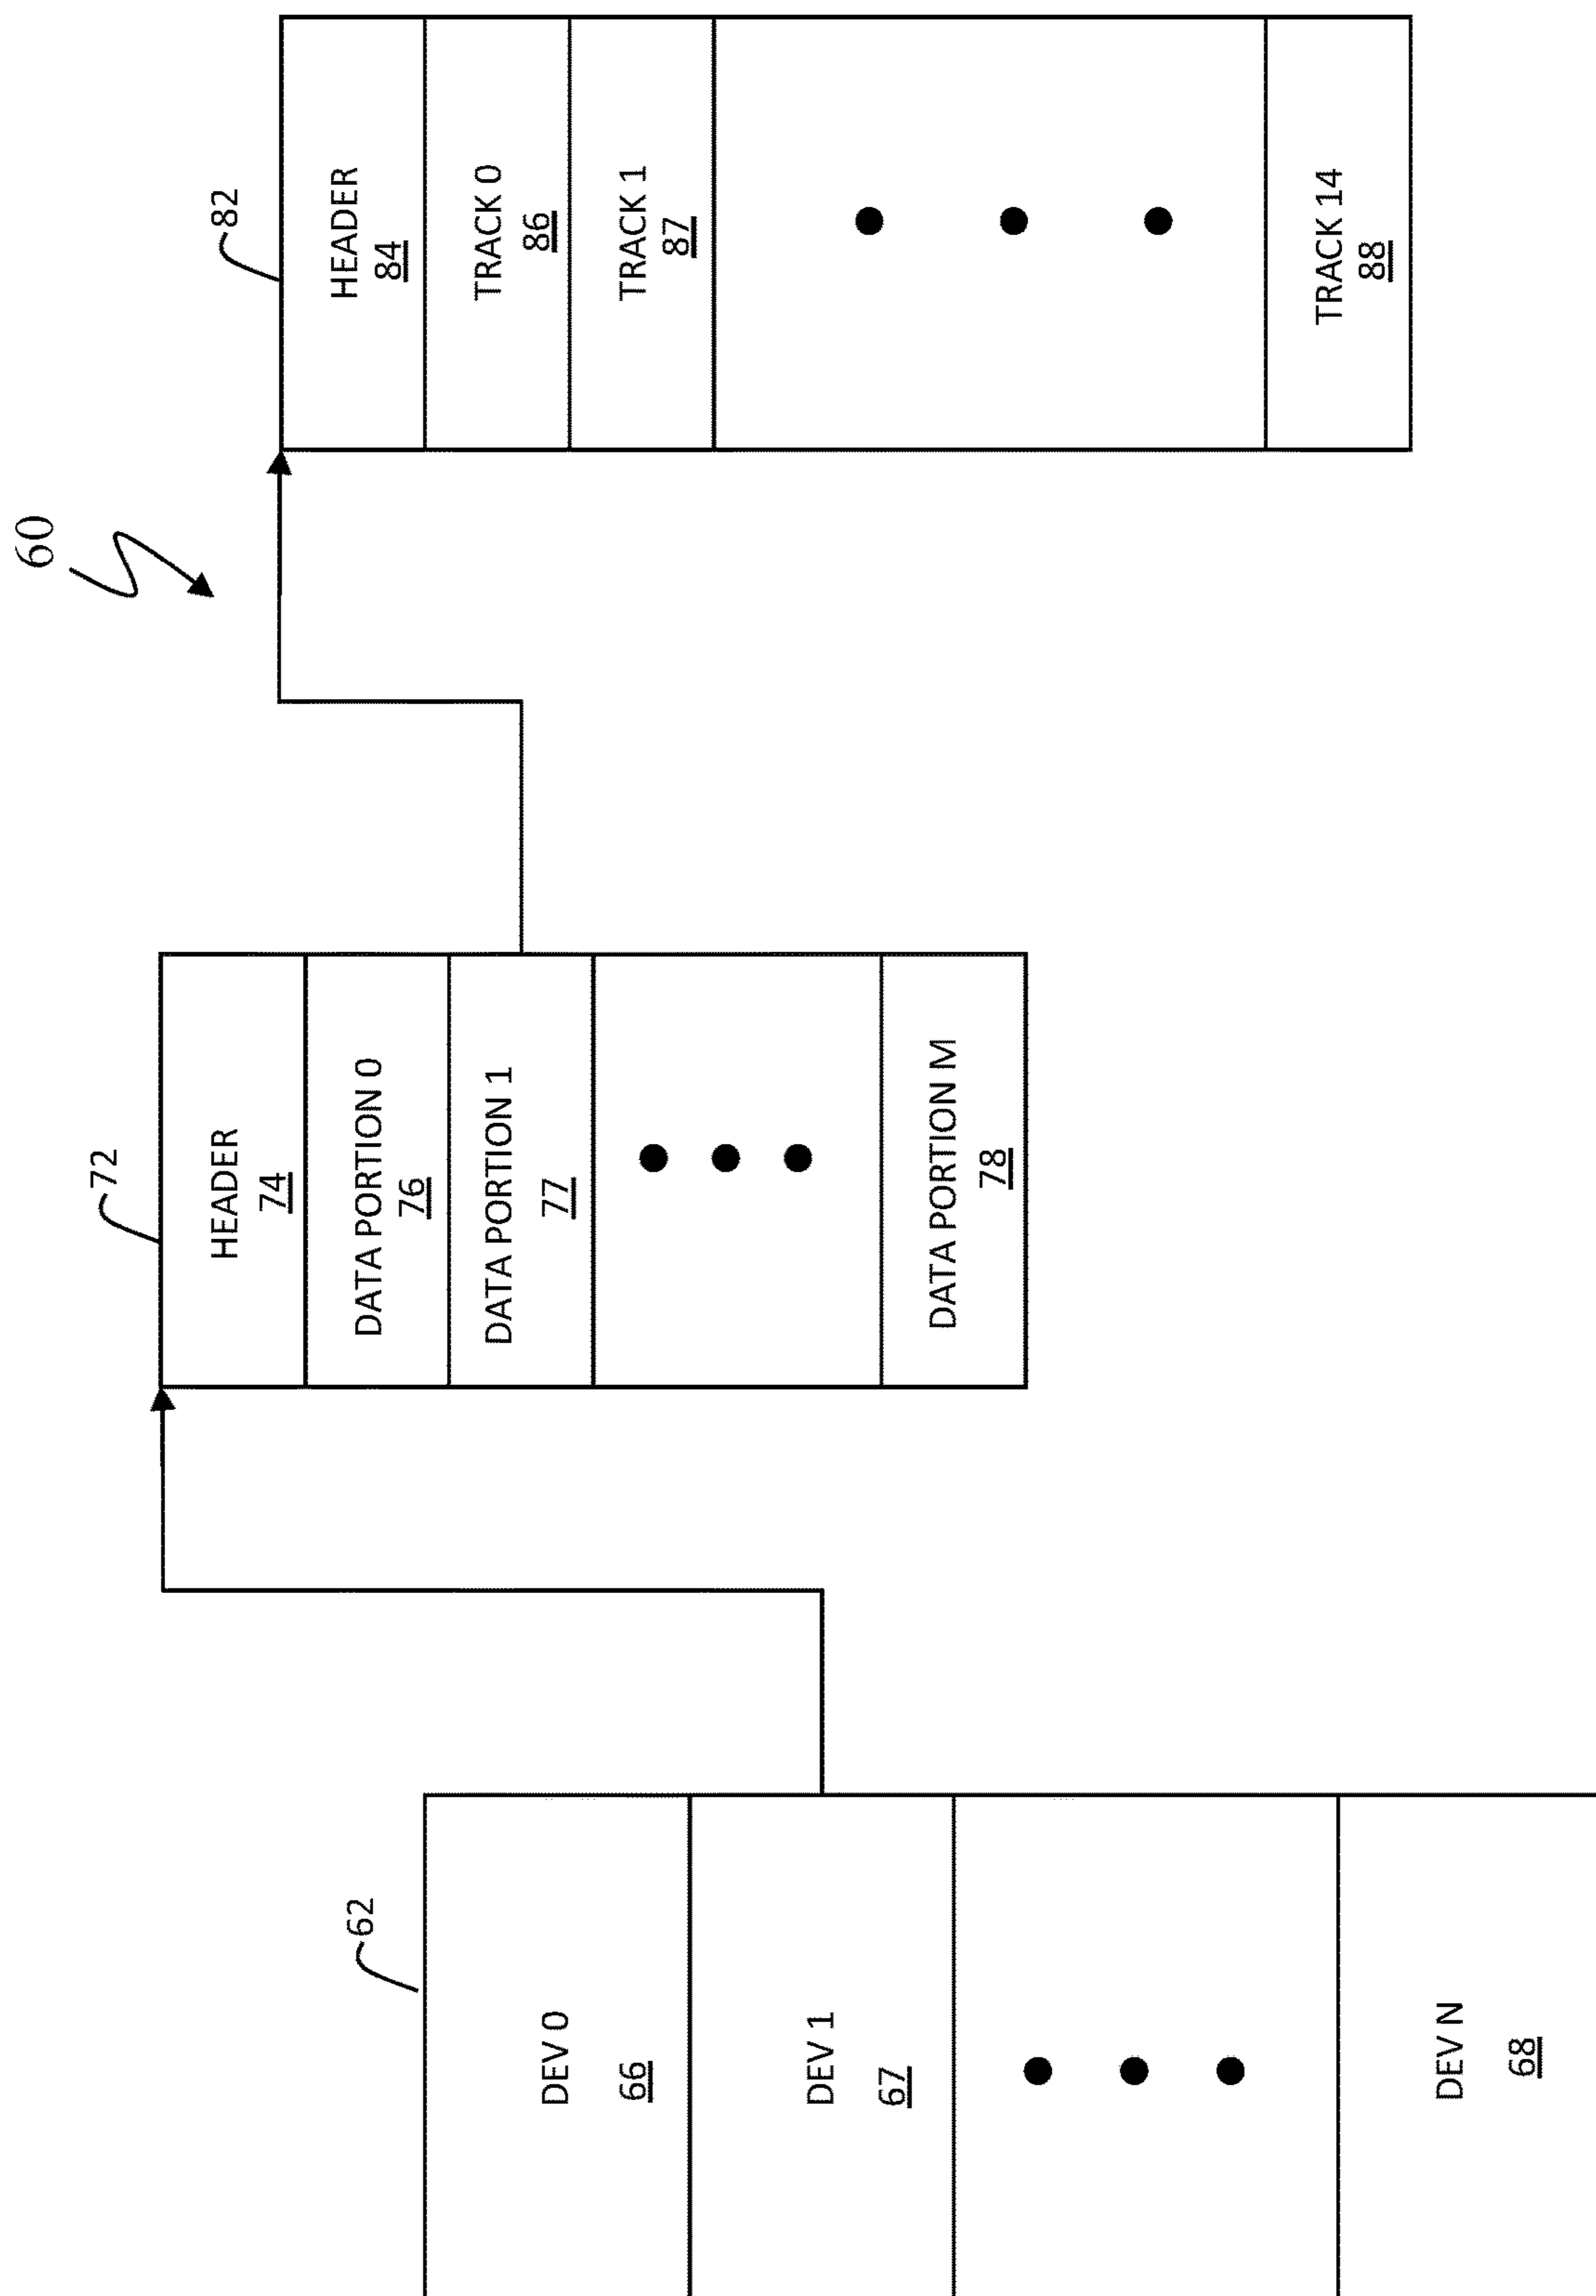 60
62
DEV 0
66
DEV 1
67
DEV N
68
72
HEADER
74
DATA PORTION 0
76
DATA PORTION 1
77
DATA PORTION M
78
82
HEADER
84
TRACK 0
86
TRACK 1
87
TRACK 14
88